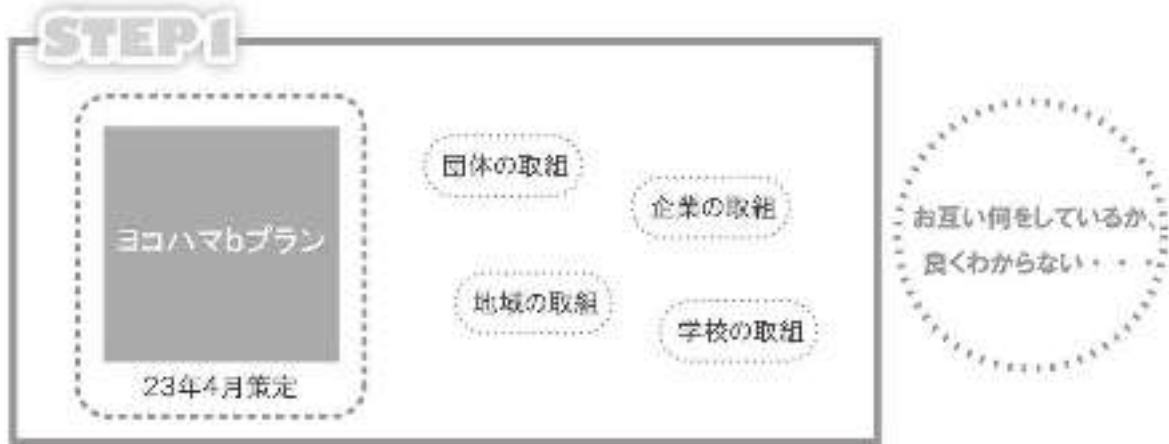 STEP1
ヨコハマbプラン
23年4月策定
団体の取組
企業の取組
地域の取組
学校の取組
お互い何をしているか、
良くわからない・・・